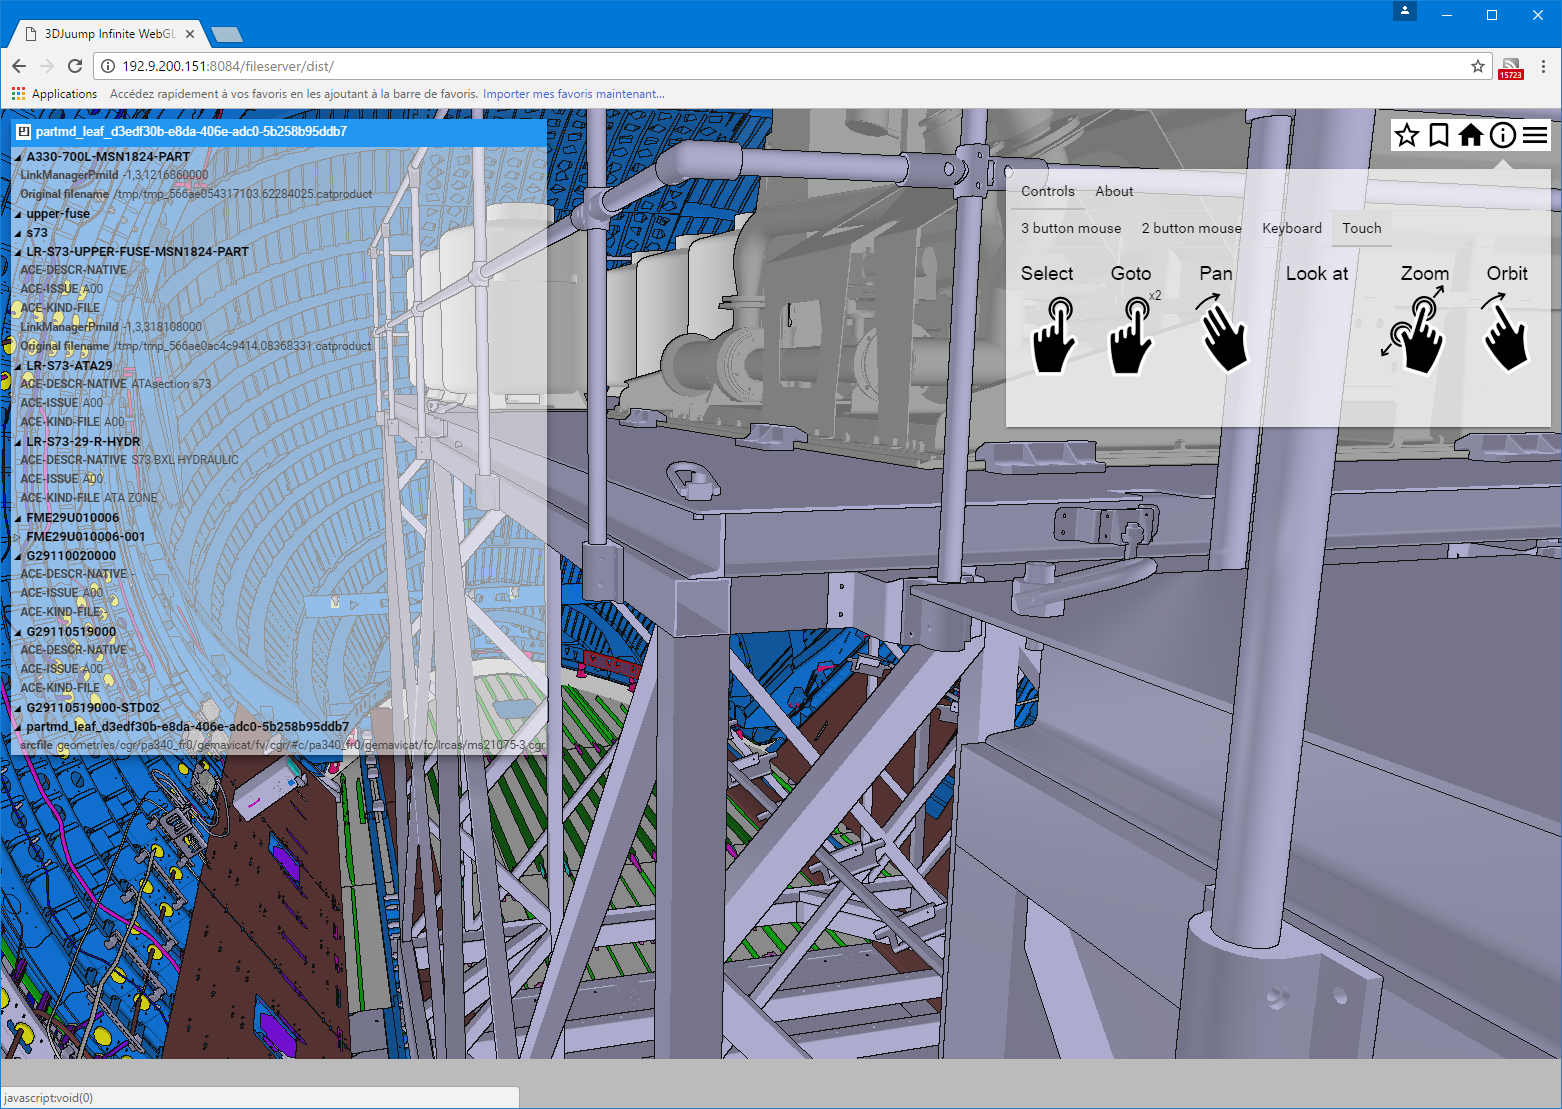 3DJuump Infinite WebGL
192.9.200.151:8084/fileserver/dist/
15723
Applications Accédez rapidement à vos favoris en les ajoutant à la barre de favoris. Importer mes favoris maintenant...
partmd_leaf_d3edf30b-e8da-406e-adc0-5b258b95ddb7
A330-700L-MSN1824-PART
LinkManagerPmiId -1,3,1216860000
Original filename /tmp/tmp_566ae054317103.62284025.catproduct
upper-fuse
s73
LR-S73-UPPER-FUSE-MSN1824-PART
ACE-DESCR-NATIVE
ACE-ISSUE A00
ACE-KIND-FILE
LinkManagerPmiId -1,3,318108000
Original filename /tmp/tmp_566ae0ac4c9414.08368331.catproduct
LR-S73-ATA29
ACE-DESCR-NATIVE ATAsection s73
ACE-ISSUE A00
ACE-KIND-FILE A00
LR-S73-29-R-HYDR
ACE-DESCR-NATIVE S73 BXL HYDRAULIC
ACE-ISSUE A00
ACE-KIND-FILE ATA ZONE
FME29U010006
FME29U010006-001
G29110020000
ACE-DESCR-NATIVE -
ACE-ISSUE A00
ACE-KIND-FILE -
G29110519000
ACE-DESCR-NATIVE
ACE-ISSUE A00
ACE-KIND-FILE
G29110519000-STD02
partmd_leaf_d3edf30b-e8da-406e-adc0-5b258b95ddb7
srcfile geometries/cgr/pa340_fr0/gemavicat/fv/cgr/#c/pa340_fr0/gemavicat/fc/lrcas/ms21075-3.cgr
Controls About
3 button mouse 2 button mouse Keyboard Touch
Select Goto Pan Look at Zoom Orbit
x2
javascript:void(0)